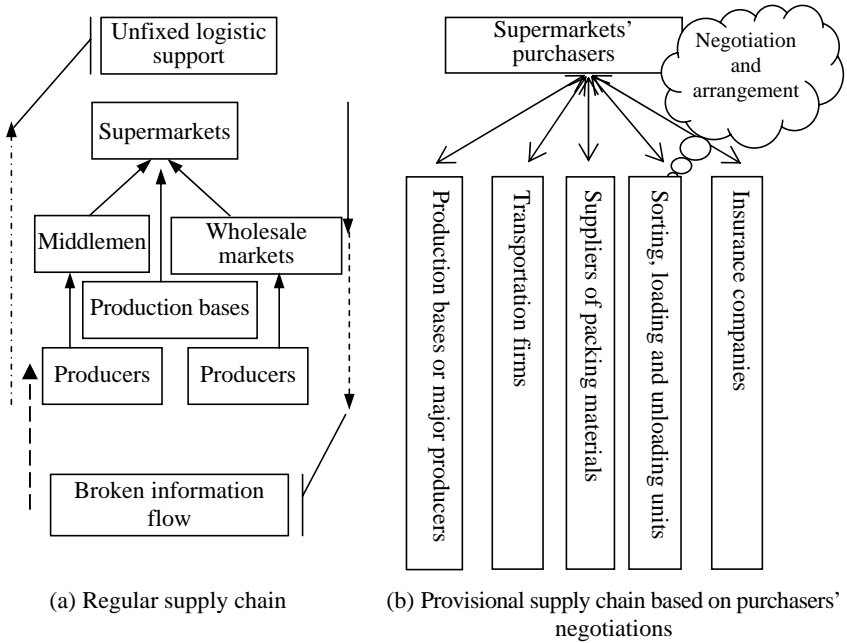 Unfixed logistic
support
Supermarkets
Middlemen
Wholesale
markets
Production bases
Producers
Producers
Broken information
flow
(a) Regular supply chain
Supermarkets’
purchasers
Negotiation
and
arrangement
Production bases or major producers
Transportation firms
Suppliers of packing materials
Sorting, loading and unloading units
Insurance companies
(b) Provisional supply chain based on purchasers’
negotiations